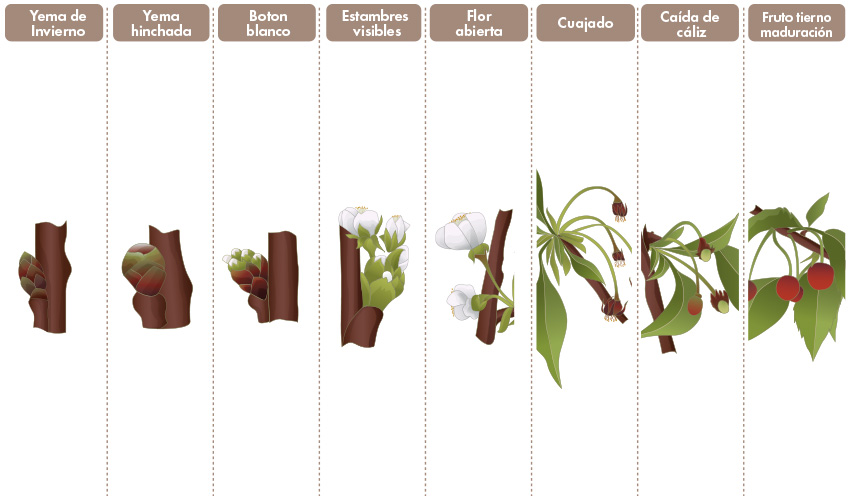 Yema de
Invierno
Yema
hinchada
Boton
blanco
Estambres
visibles
Flor
abierta
Cuajado
Caída de
cáliz
Fruto tierno
maduración